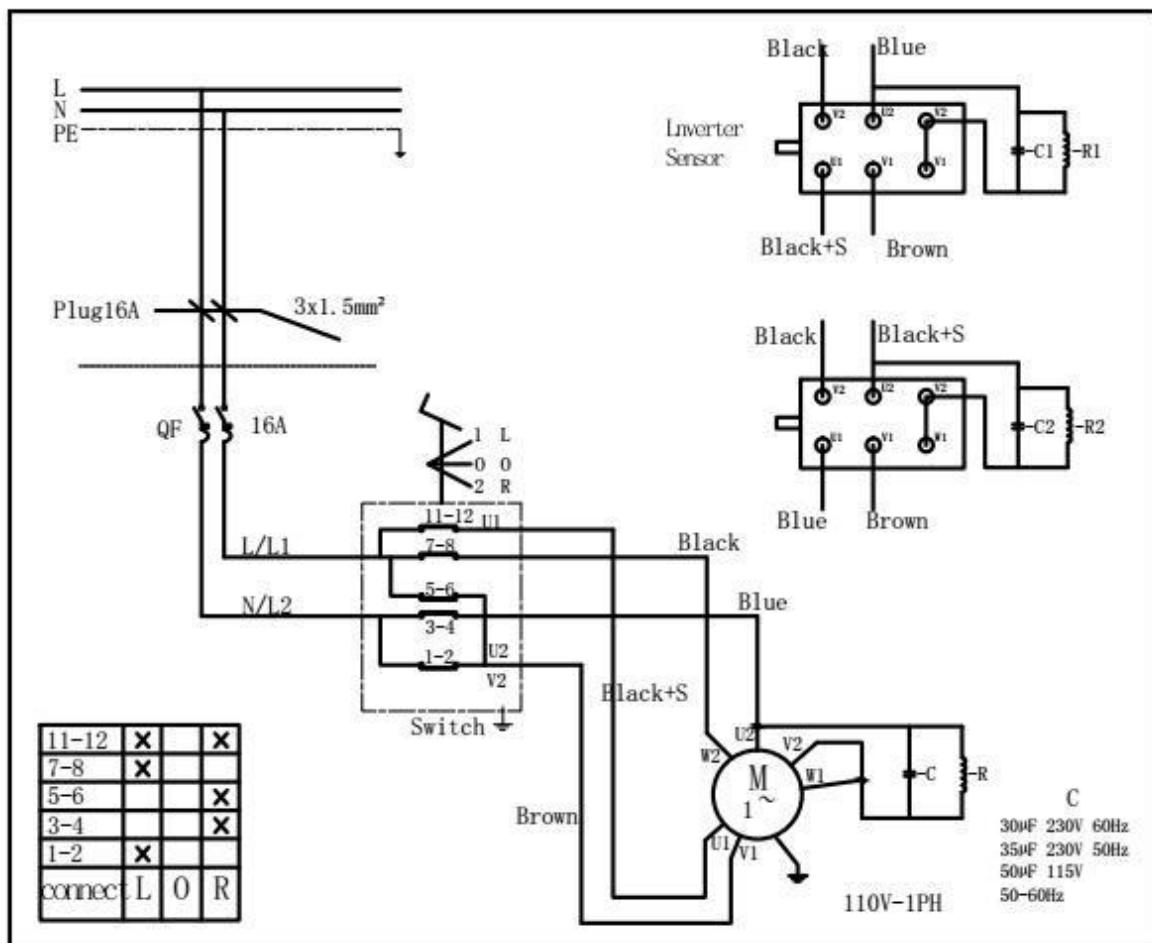 L
N
PE
Plug16A
3x1.5mm²
QF
16A
1 L
0 O
2 R
11-12
U1
7-8
L/L1
5-6
N/L2
3-4
1-2
U2
V2
Switch
Black
Blue
Black+S
Brown
Lnverter
Sensor
Black
Blue
V2
U2
V2
U1
V1
V1
-C1
-R1
Black+S
Brown
Black
Black+S
V2
U2
V2
U1
V1
W1
-C2
-R2
Blue
Brown
W2
U2
V2
W1
M
1~
U1
V1
-C
-R
C
30μF 230V 60Hz
35μF 230V 50Hz
50μF 115V
50-60Hz
110V-1PH
11-12 X X
7-8 X
5-6 X
3-4 X
1-2 X
connect L O R